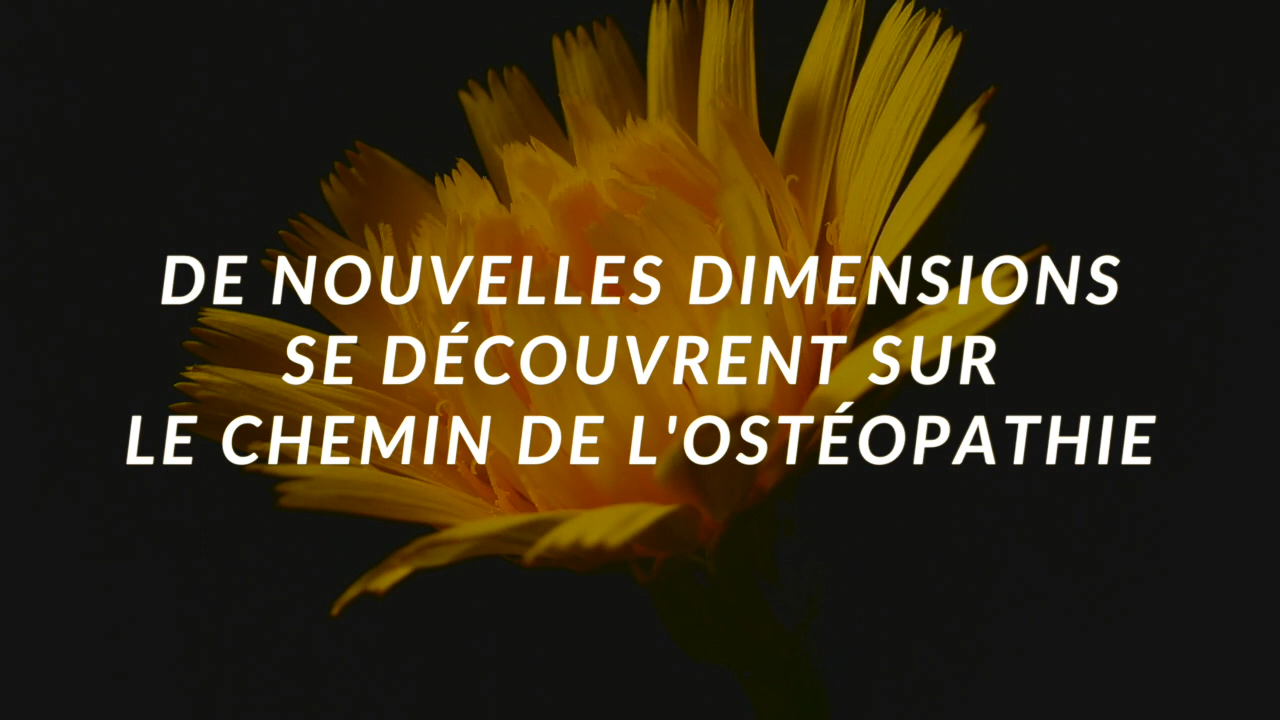 DE NOUVELLES DIMENSIONS
SE DÉCOUVRENT SUR
LE CHEMIN DE L'OSTÉOPATHIE